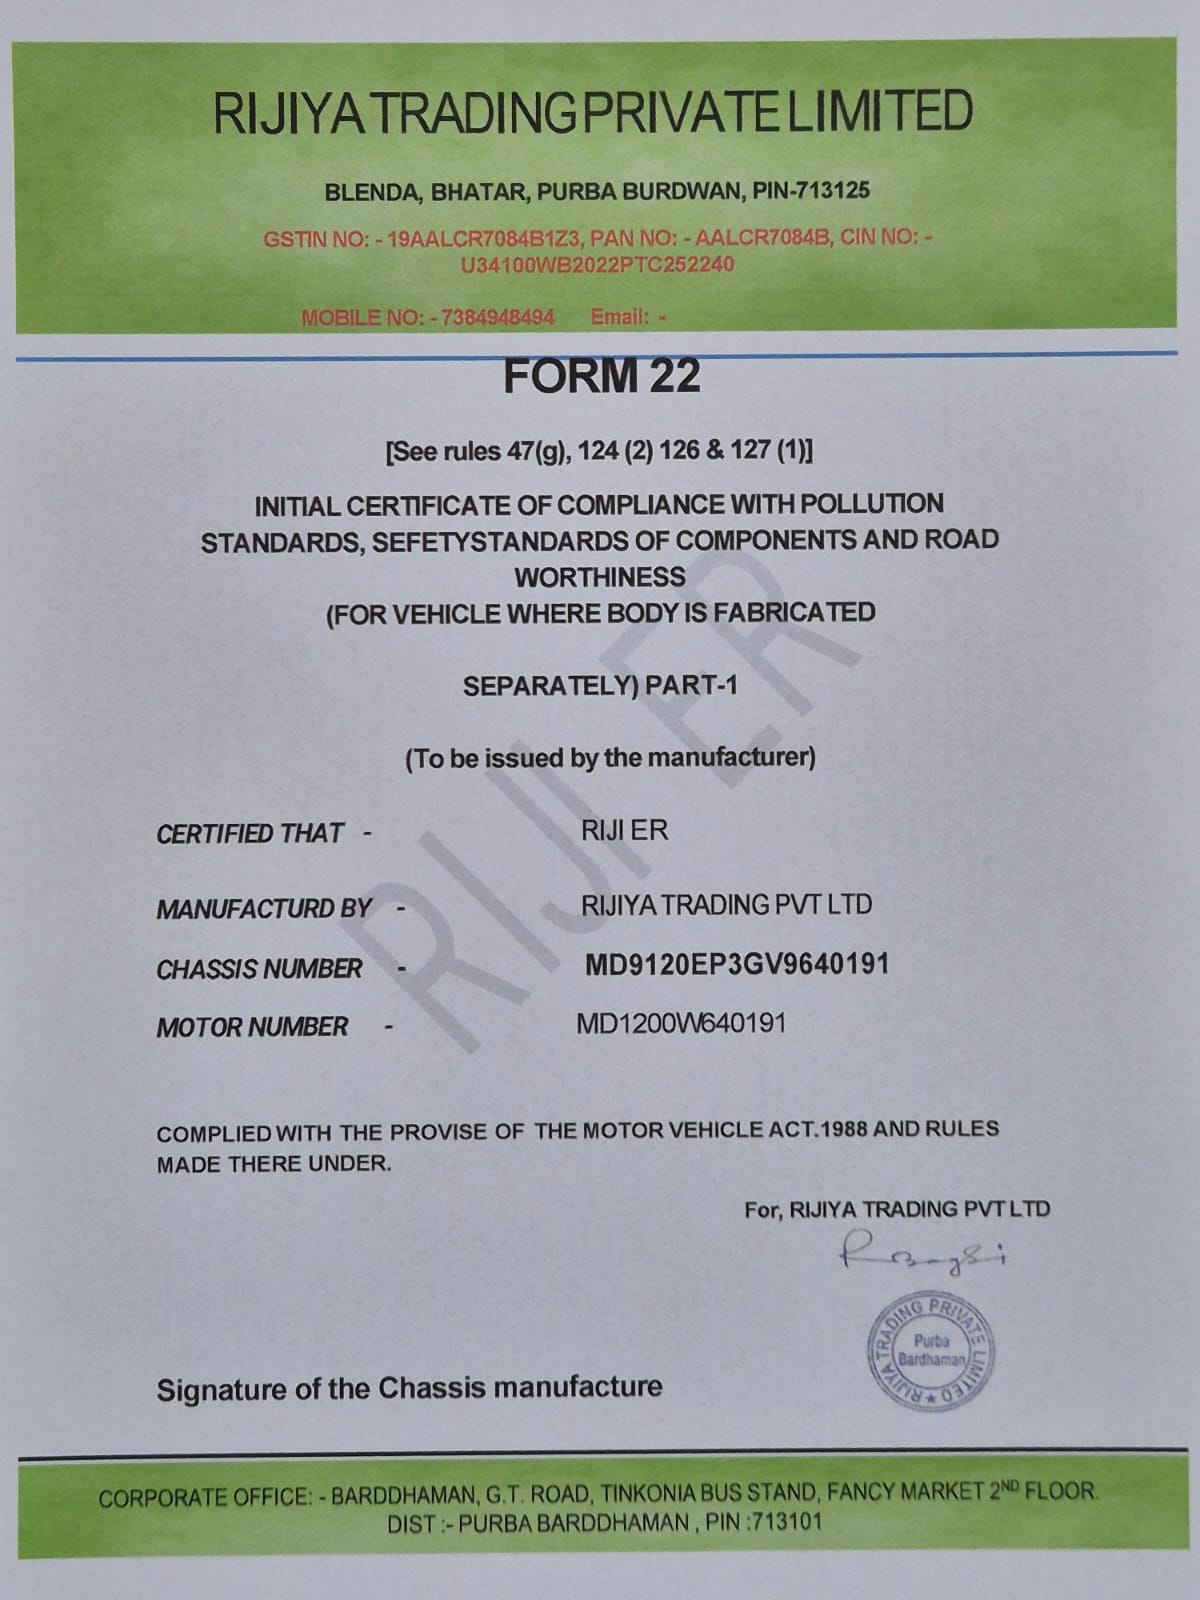 RIJIYA TRADING PRIVATE LIMITED
BLENDA, BHATAR, PURBA BURDWAN, PIN-713125
GSTIN NO: - 19AALCR7084B1Z3, PAN NO: - AALCR7084B, CIN NO: -
U34100WB2022PTC252240
MOBILE NO: - 7384948494 Email: -
FORM 22
[See rules 47(g), 124 (2) 126 & 127 (1)]
INITIAL CERTIFICATE OF COMPLIANCE WITH POLLUTION
STANDARDS, SEFETYSTANDARDS OF COMPONENTS AND ROAD
WORTHINESS
(FOR VEHICLE WHERE BODY IS FABRICATED
SEPARATELY) PART-1
(To be issued by the manufacturer)
RIJI ER
CERTIFIED THAT - RIJI ER
MANUFACTURD BY - RIJIYA TRADING PVT LTD
CHASSIS NUMBER - MD9120EP3GV9640191
MOTOR NUMBER - MD1200W640191
COMPLIED WITH THE PROVISE OF THE MOTOR VEHICLE ACT.1988 AND RULES
MADE THERE UNDER.
For, RIJIYA TRADING PVT LTD
RIJIYA TRADING PRIVATE LIMITED ★
Purba
Bardhaman
Signature of the Chassis manufacture
CORPORATE OFFICE: - BARDDHAMAN, G.T. ROAD, TINKONIA BUS STAND, FANCY MARKET 2ND FLOOR.
DIST :- PURBA BARDDHAMAN , PIN :713101